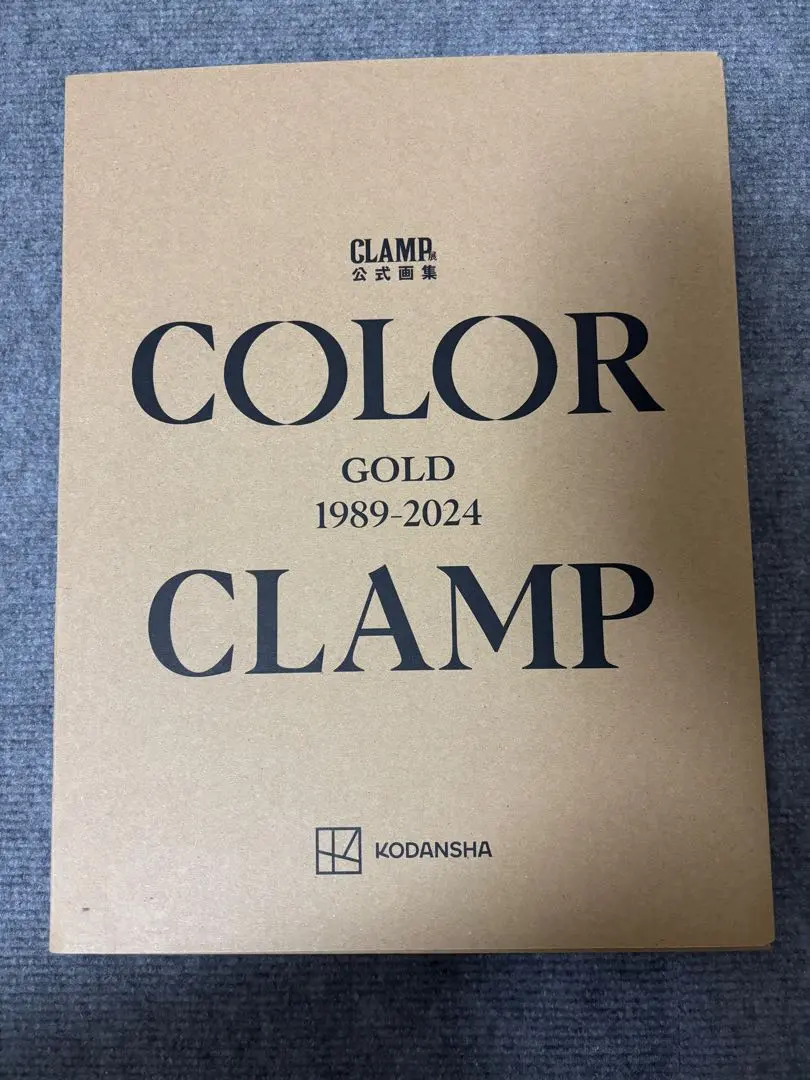 CLAMP展
公式画集
COLOR
GOLD
1989-2024
CLAMP
KODANSHA